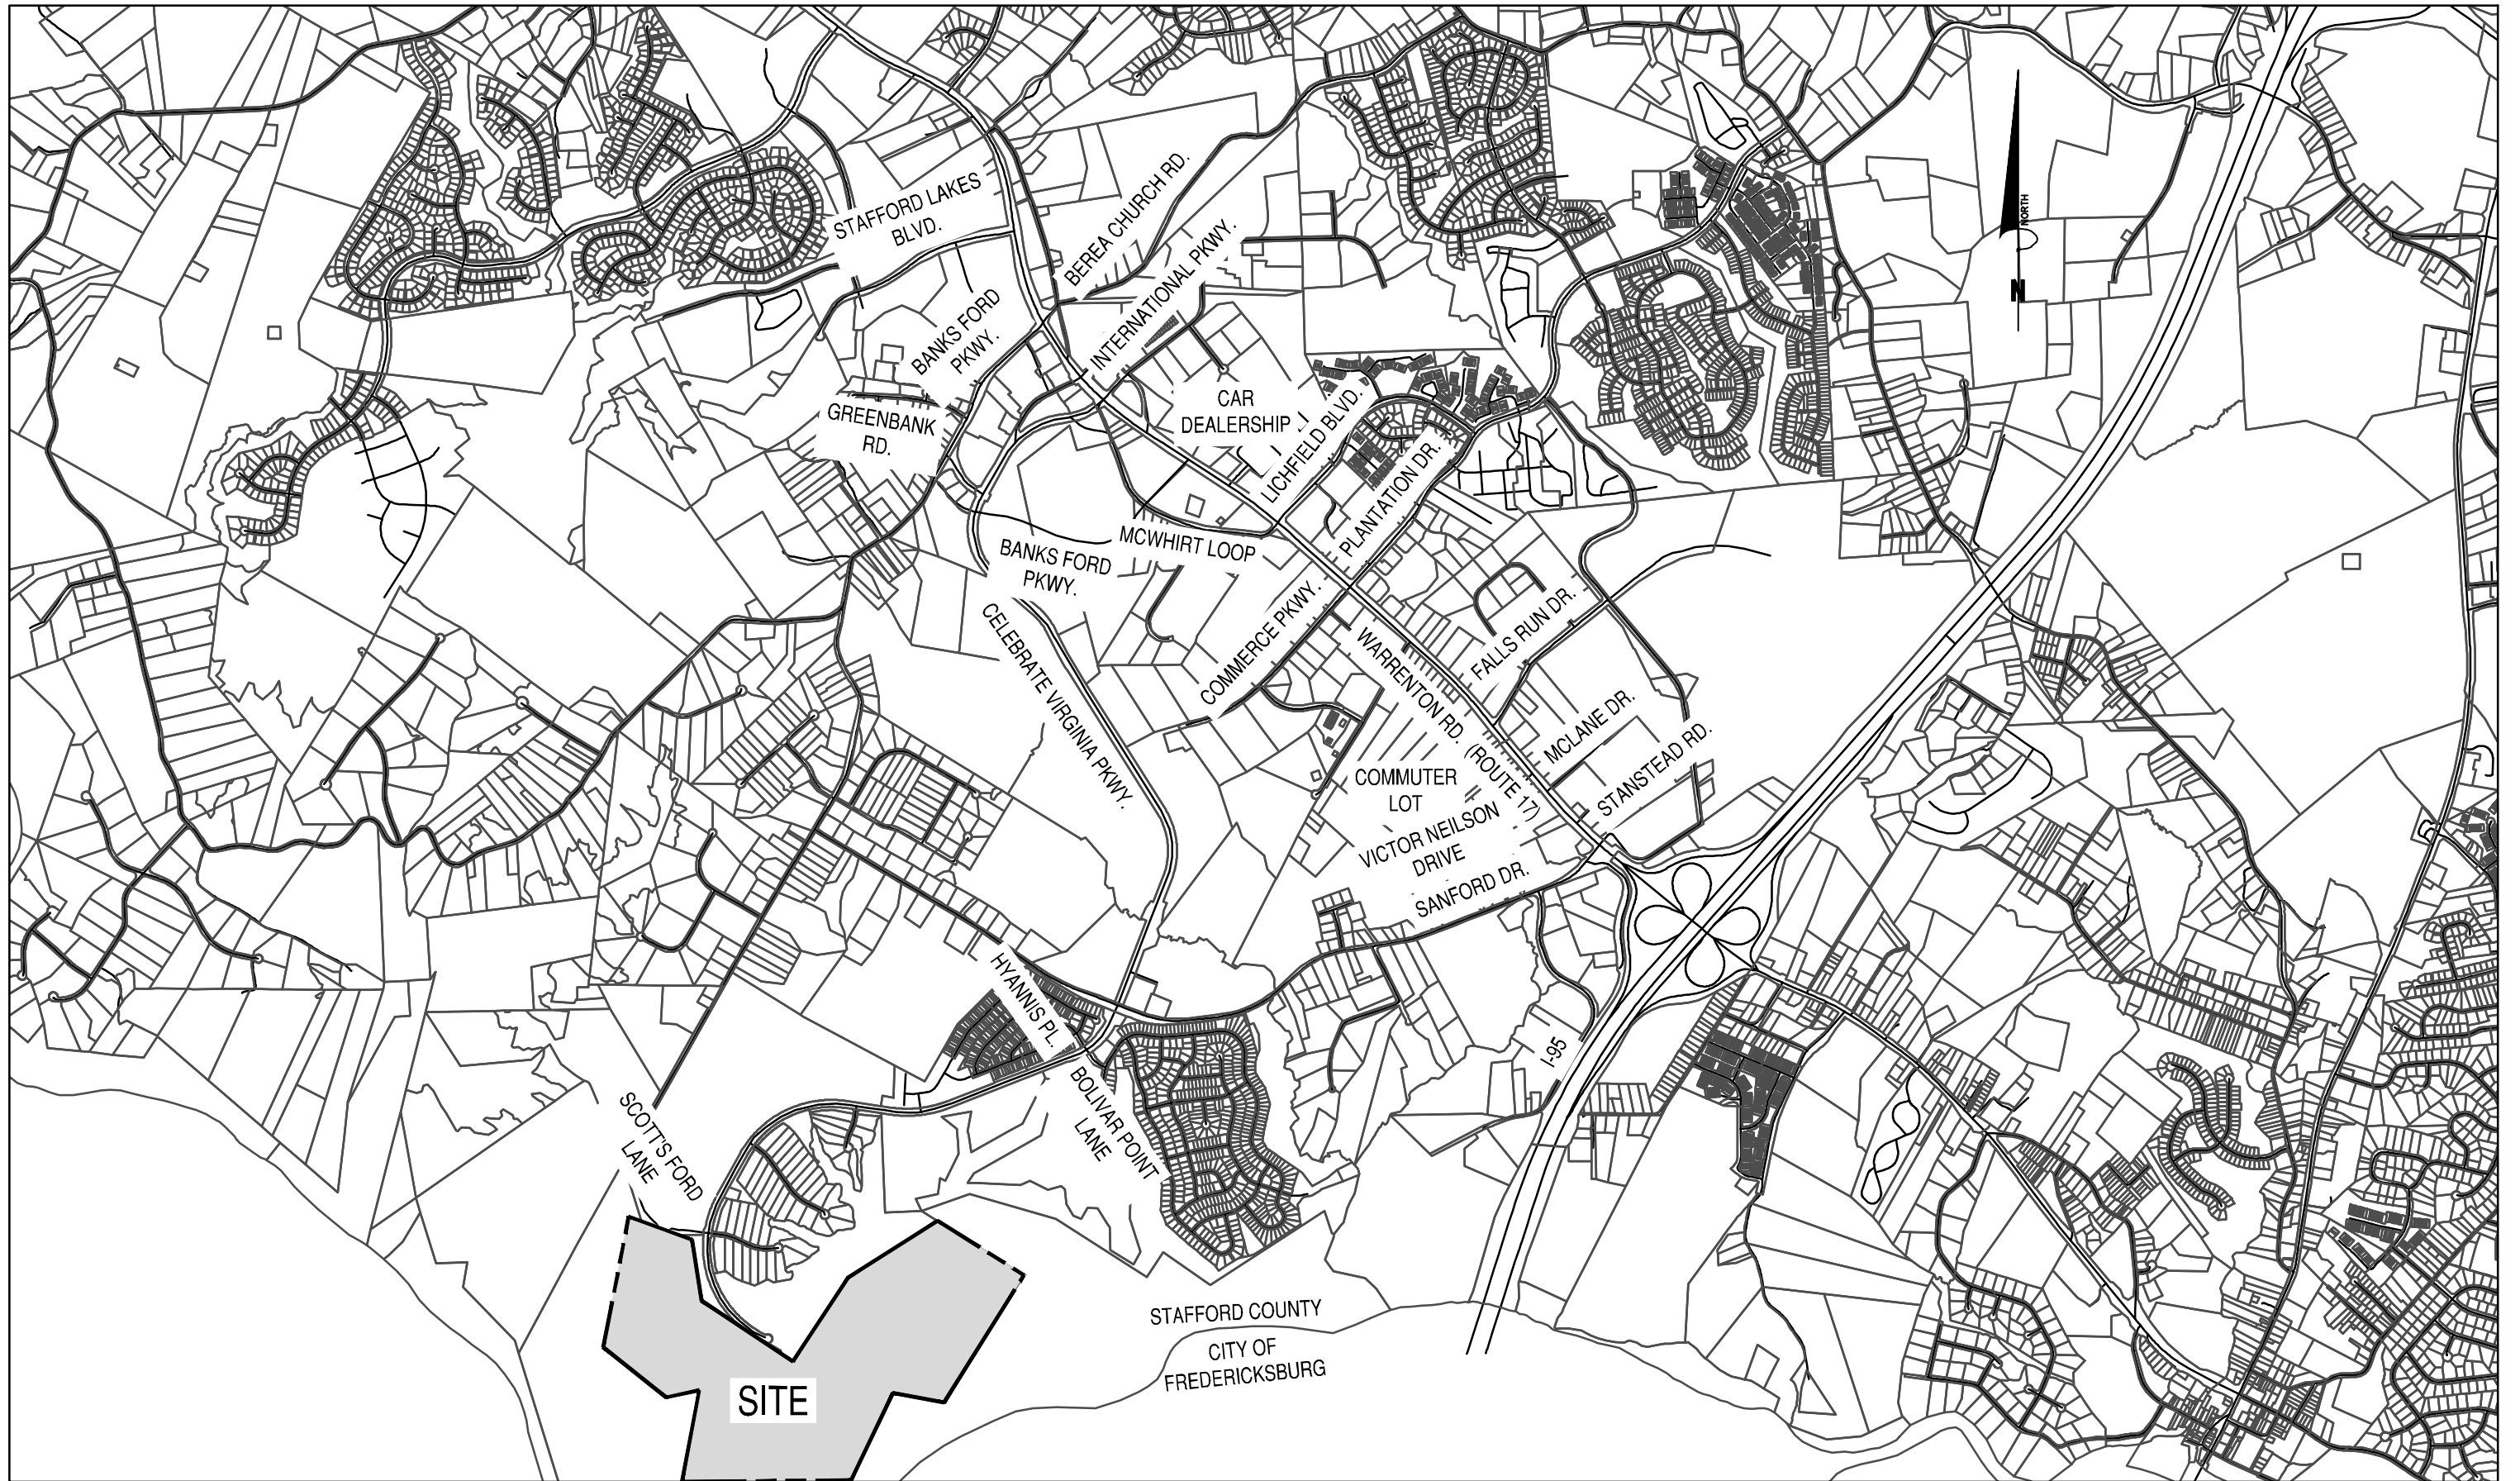 STAFFORD LAKES
BLVD.
BEREA CHURCH RD.
INTERNATIONAL PKWY.
NORTH
N
BANKS FORD
PKWY.
GREENBANK
RD.
CAR
DEALERSHIP
LICHFIELD BLVD.
PLANTATION DR.
MCWHIRT LOOP
BANKS FORD
PKWY.
CELEBRATE VIRGINIA PKWY.
COMMERCE PKWY.
WARRENTON RD. (ROUTE 17)
FALLS RUN DR.
MCLANE DR.
STANSTEAD RD.
COMMUTER
LOT
VICTOR NEILSON
DRIVE
SANFORD DR.
HYANNIS PL.
I-95
BOLIVAR POINT
LANE
SCOTT'S FORD
LANE
STAFFORD COUNTY
CITY OF
FREDERICKSBURG
SITE